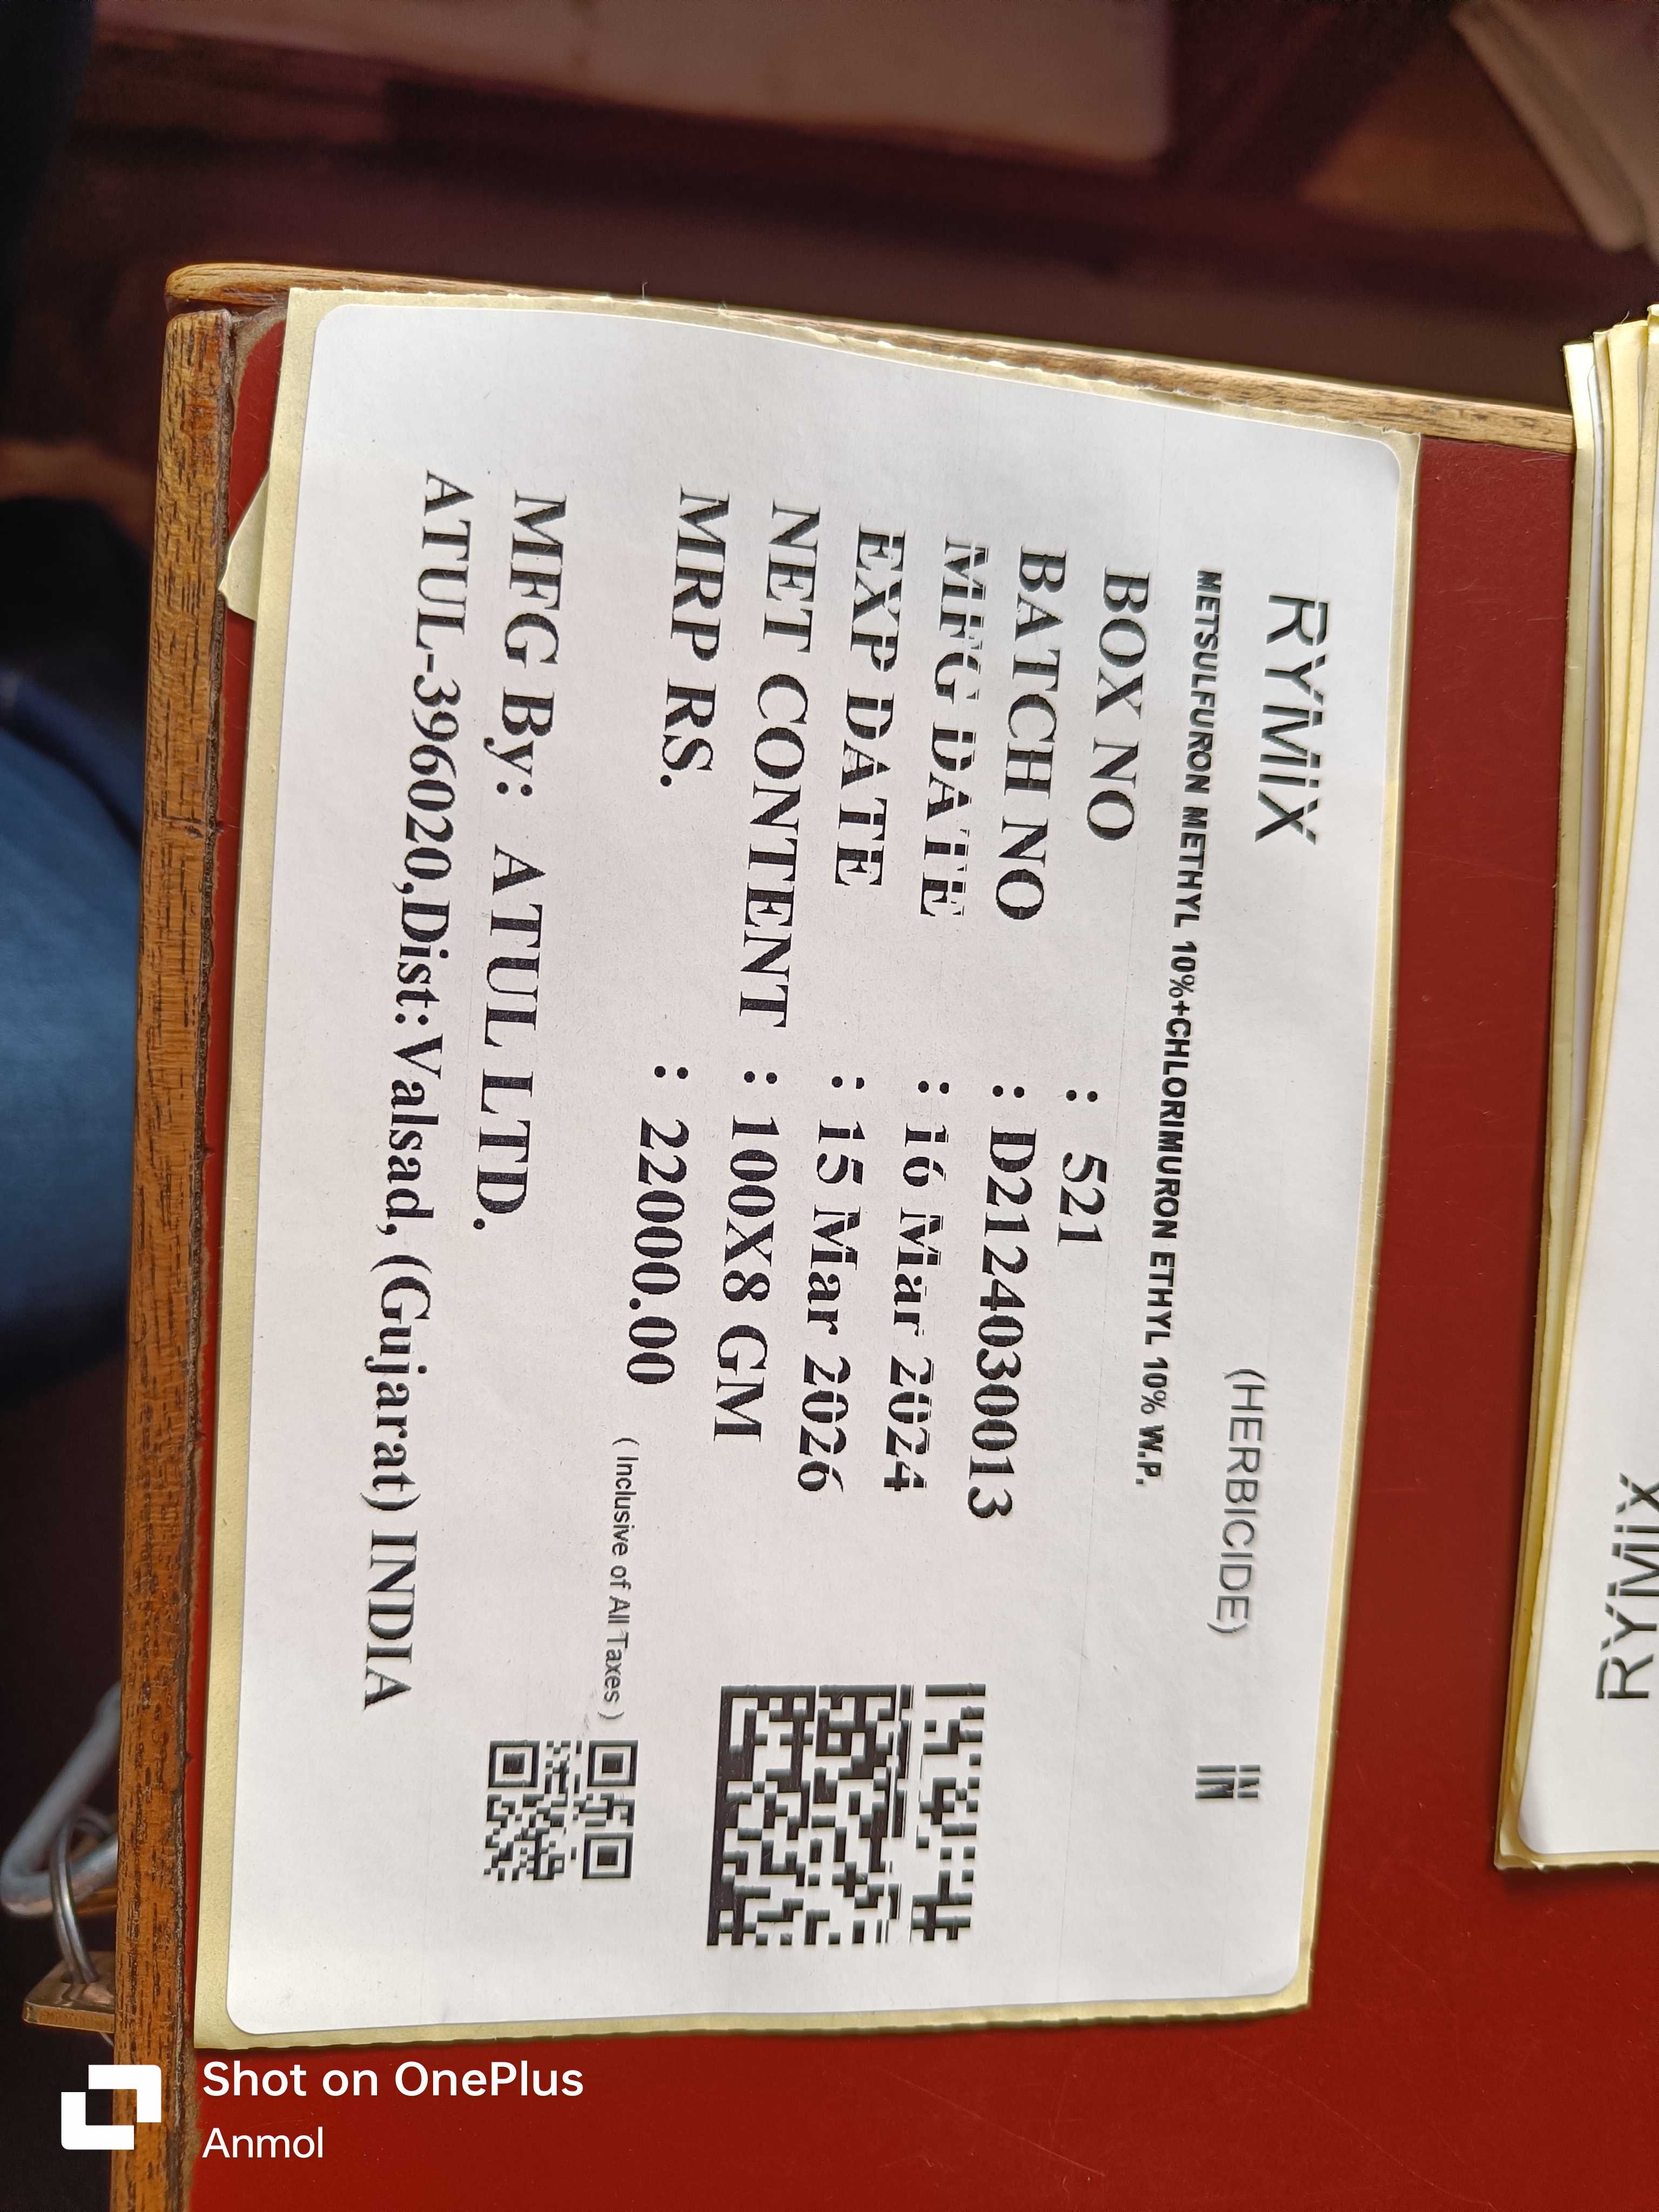 RYMIX (HERBICIDE) IN
METSULFURON METHYL 10%+CHLORIMURON ETHYL 10% W.P.
BOX NO : 521
BATCH NO : D2124030013
MFG DATE : 16 Mar 2024
EXP DATE : 15 Mar 2026
NET CONTENT : 100X8 GM
MRP RS. : 22000.00 ( Inclusive of All Taxes )
MFG By: ATUL LTD.
ATUL-396020,Dist::Valsad, (Gujarat) INDIA
RYMIX
Shot on OnePlus
Anmol